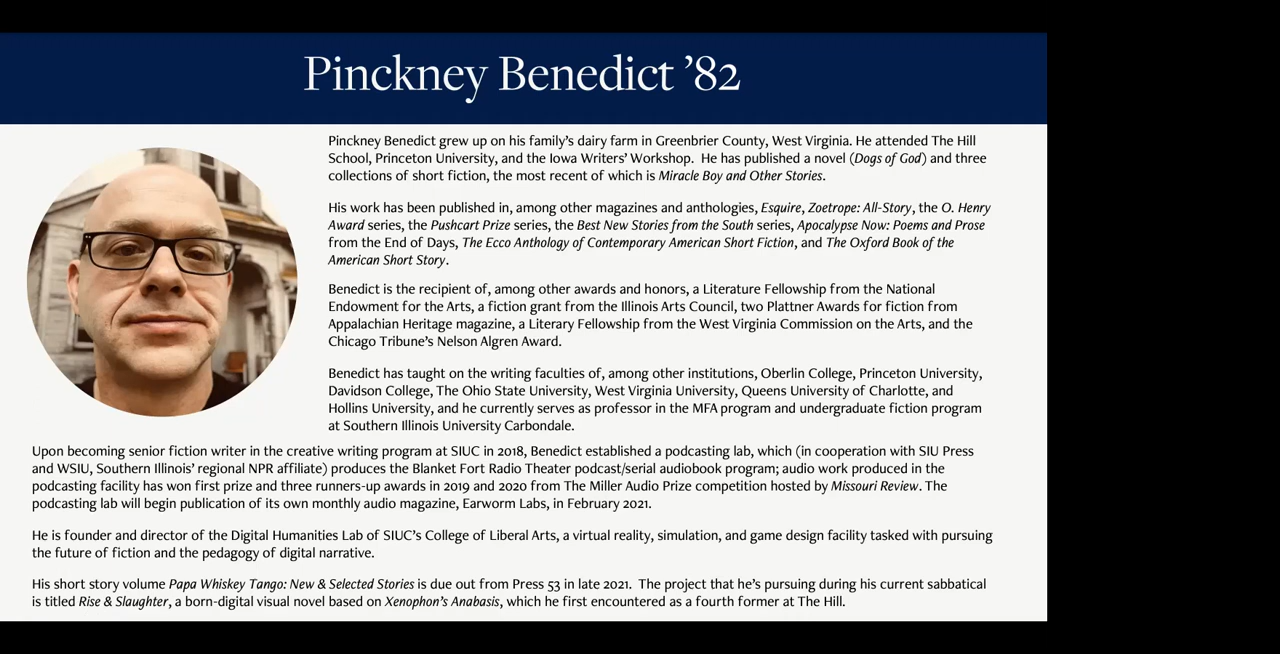 Pinckney Benedict ’82
Pinckney Benedict grew up on his family’s dairy farm in Greenbrier County, West Virginia. He attended The Hill
School, Princeton University, and the Iowa Writers’ Workshop.  He has published a novel (Dogs of God) and three
collections of short fiction, the most recent of which is Miracle Boy and Other Stories.
His work has been published in, among other magazines and anthologies, Esquire, Zoetrope: All-Story, the O. Henry
Award series, the Pushcart Prize series, the Best New Stories from the South series, Apocalypse Now: Poems and Prose
from the End of Days, The Ecco Anthology of Contemporary American Short Fiction, and The Oxford Book of the
American Short Story.
Benedict is the recipient of, among other awards and honors, a Literature Fellowship from the National
Endowment for the Arts, a fiction grant from the Illinois Arts Council, two Plattner Awards for fiction from
Appalachian Heritage magazine, a Literary Fellowship from the West Virginia Commission on the Arts, and the
Chicago Tribune’s Nelson Algren Award.
Benedict has taught on the writing faculties of, among other institutions, Oberlin College, Princeton University,
Davidson College, The Ohio State University, West Virginia University, Queens University of Charlotte, and
Hollins University, and he currently serves as professor in the MFA program and undergraduate fiction program
at Southern Illinois University Carbondale.
Upon becoming senior fiction writer in the creative writing program at SIUC in 2018, Benedict established a podcasting lab, which (in cooperation with SIU Press
and WSIU, Southern Illinois’ regional NPR affiliate) produces the Blanket Fort Radio Theater podcast/serial audiobook program; audio work produced in the
podcasting facility has won first prize and three runners-up awards in 2019 and 2020 from The Miller Audio Prize competition hosted by Missouri Review. The
podcasting lab will begin publication of its own monthly audio magazine, Earworm Labs, in February 2021.
He is founder and director of the Digital Humanities Lab of SIUC’s College of Liberal Arts, a virtual reality, simulation, and game design facility tasked with pursuing
the future of fiction and the pedagogy of digital narrative.
His short story volume Papa Whiskey Tango: New & Selected Stories is due out from Press 53 in late 2021.  The project that he’s pursuing during his current sabbatical
is titled Rise & Slaughter, a born-digital visual novel based on Xenophon’s Anabasis, which he first encountered as a fourth former at The Hill.